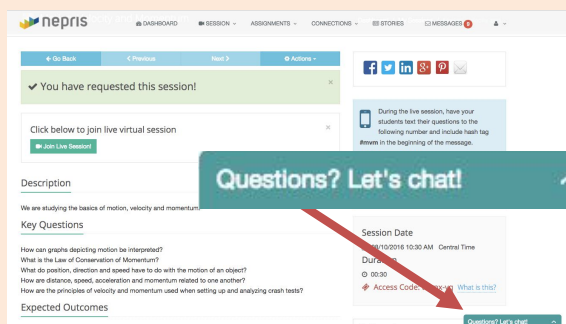 nepris
DASHBOARD SESSION ASSIGNMENTS CONNECTIONS STORIES MESSAGES
Go Back Previous Next > Actions
You have requested this session!
Click below to join live virtual session
Join Live Session!
Description
We are studying the basics of motion, velocity and momentum.
Key Questions
How can graphs depicting motion be interpreted?
What is the Law of Conservation of Momentum?
What do position, direction and speed have to do with the motion of an object?
How are distance, speed, acceleration and momentum related to one another?
How are the principles of velocity and momentum used when setting up and analyzing crash tests?
Expected Outcomes
During the live session, have your
students text their questions to the
following number and include hash tag
#mvm in the beginning of the message.
Questions? Let's chat!
Session Date
/10/2016 10:30 AM Central Time
00:30
Access Code: What is this?
Questions? Let's chat!